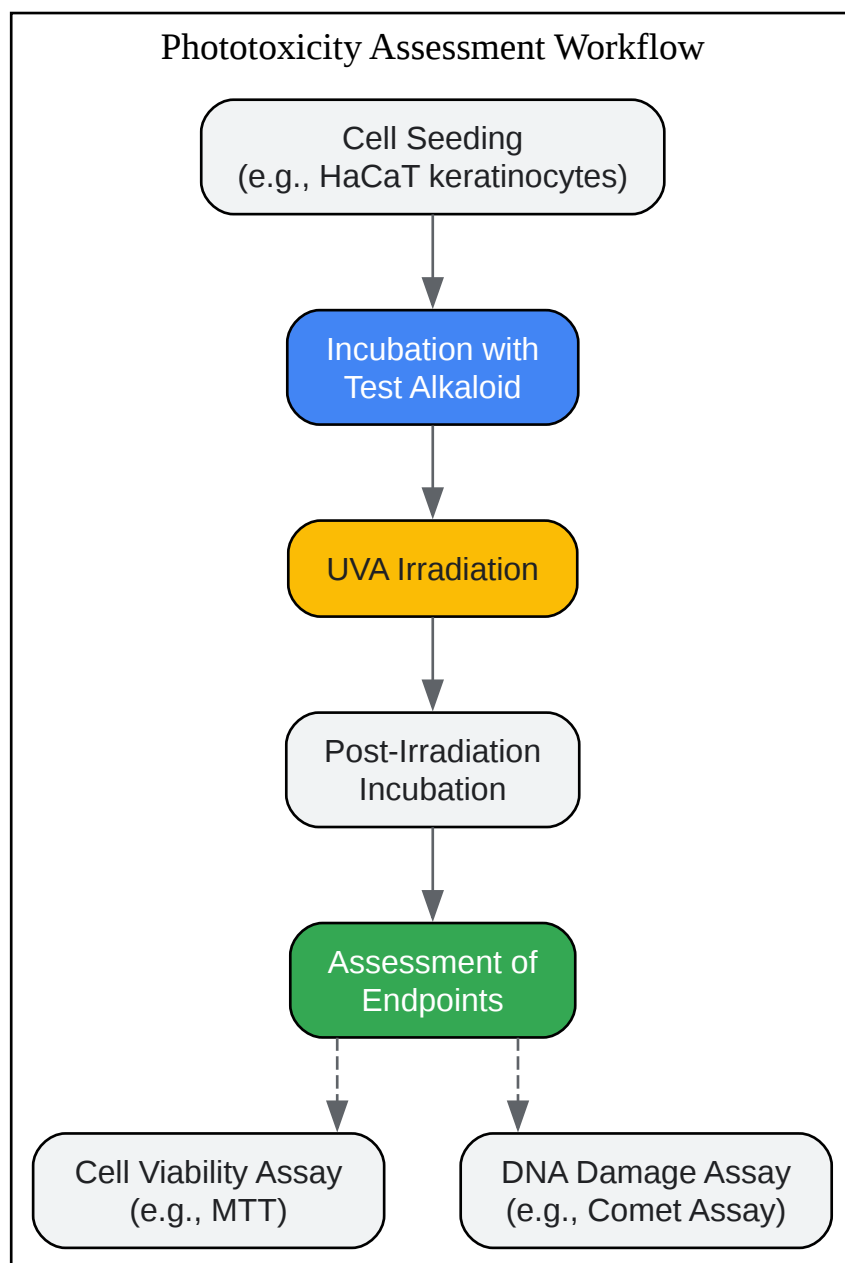 Phototoxicity Assessment Workflow
Cell Seeding
(e.g., HaCaT keratinocytes)
Incubation with
Test Alkaloid
UVA Irradiation
Post-Irradiation
Incubation
Assessment of
Endpoints
Cell Viability Assay
(e.g., MTT)
DNA Damage Assay
(e.g., Comet Assay)